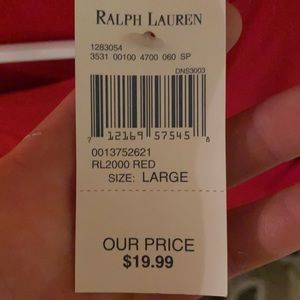 RALPH LAUREN
1283054
3531 00100 4700 060 SP
DNS3003
7 12169 57545 8
0013752621
RL2000 RED
SIZE: LARGE
OUR PRICE
$19.99